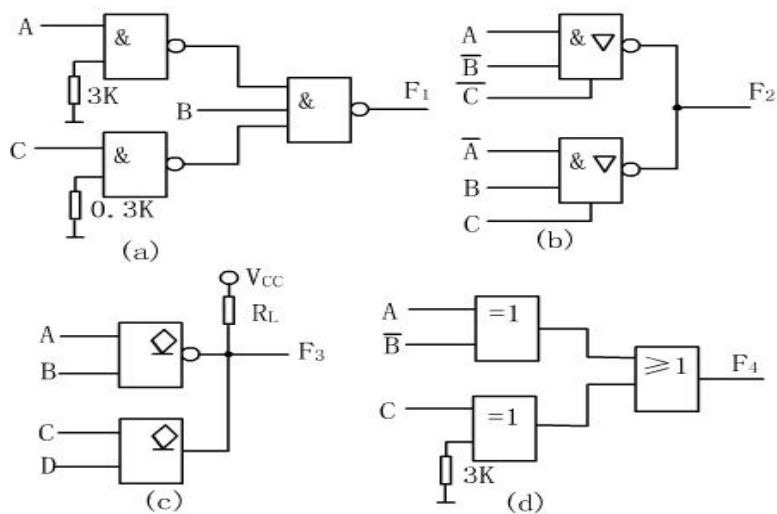 A
&
3K
&
F₁
B
C
&
0.3K
(a)
A
& ▽
B̅
C̅
F₂
A̅
& ▽
B
C
(b)
V_CC
R_L
A
B
F₃
C
D
(c)
A
=1
B̅
≥1
F₄
C
=1
3K
(d)